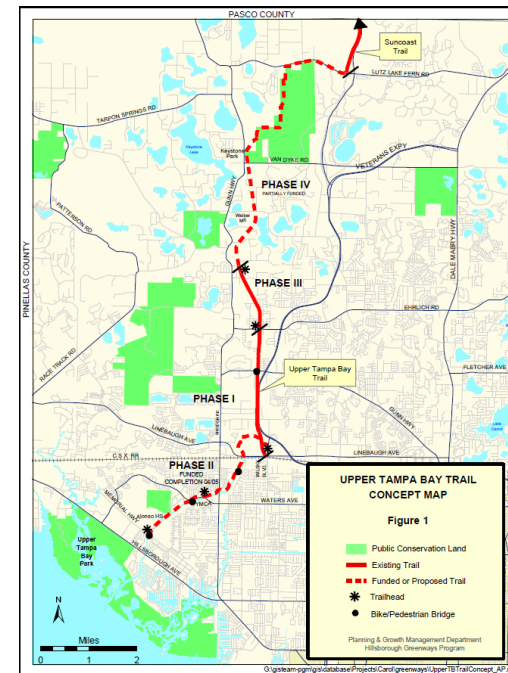 PASCO COUNTY
Suncoast
Trail
LUTZ LAKE FERN RD
TARPON SPRINGS RD
Keystone
Lake
Keystone
Park
VAN DYKE RD
VETERANS EXPY
PHASE IV
PARTIALLY FUNDED
GUNN HWY
PATTERSON RD
DALE MABRY HWY
PINELLAS COUNTY
PHASE III
EHRLICH RD
RACE TRACK RD
FLETCHER AVE
Upper Tampa Bay
Trail
PHASE I
GUNN HWY
LINEBAUGH AVE
LINEBAUGH AVE
C.S.X. RR
PHASE II
FUNDED
COMPLETION 04/05
WATERS AVE
YMCA
MEMORIAL HWY
Alonso HS
HILLSBOROUGH AVE
Upper
Tampa
Bay
Park
N
Miles
0 1 2
UPPER TAMPA BAY TRAIL
CONCEPT MAP
Figure 1
Public Conservation Land
Existing Trail
Funded or Proposed Trail
Trailhead
Bike/Pedestrian Bridge
Planning & Growth Management Department
Hillsborough Greenways Program